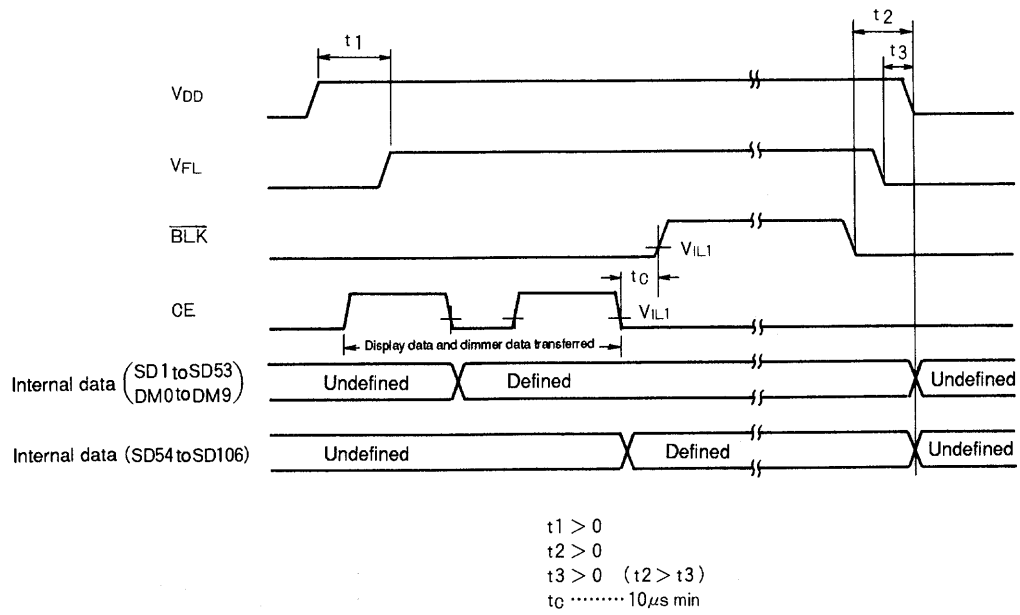 t1
t2
t3
VDD
VFL
BLK
VIL1
tC
CE
VIL1
Display data and dimmer data transferred
Internal data (SD1 to SD53 DM0 to DM9)
Undefined
Defined
Undefined
Internal data (SD54 to SD106)
Undefined
Defined
Undefined
t1 > 0
t2 > 0
t3 > 0 (t2 > t3)
tC ········· 10μs min